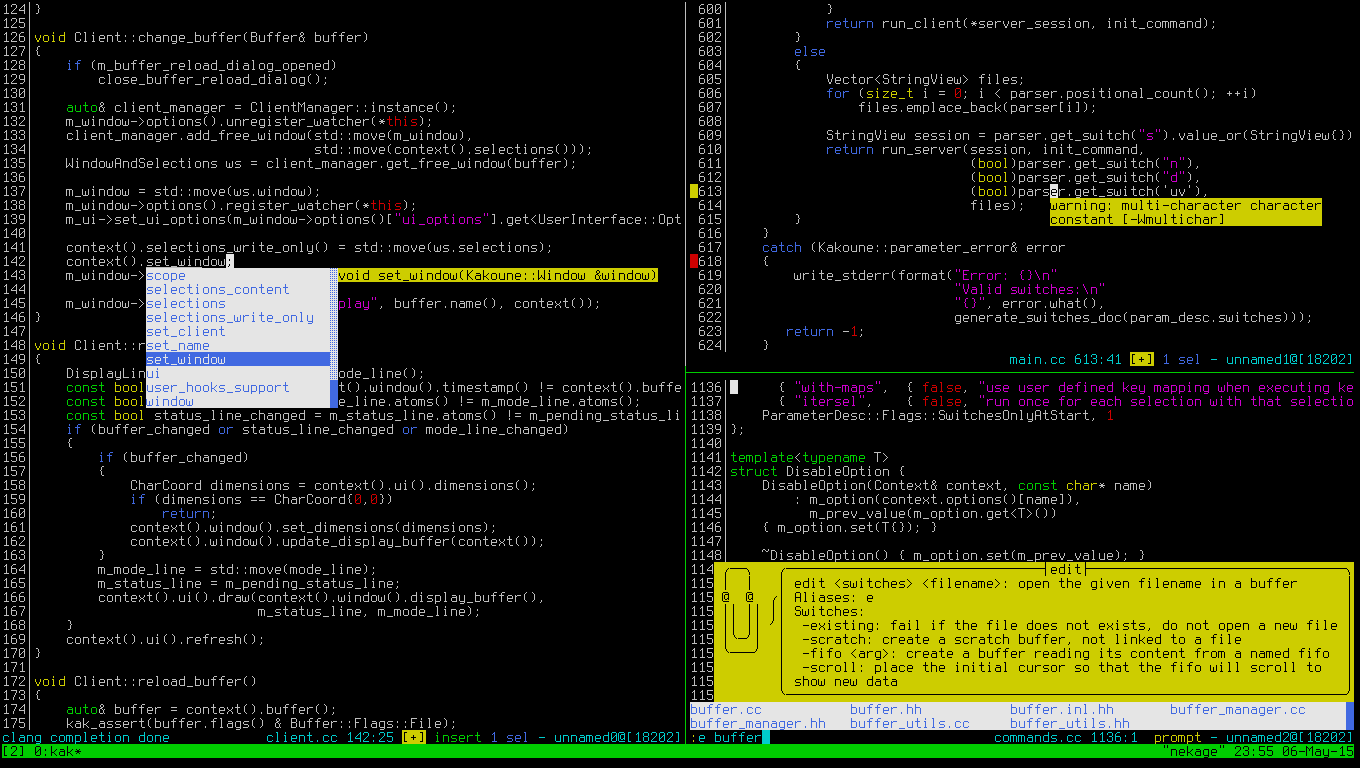 124 }
125
126 void Client::change_buffer(Buffer& buffer)
127 {
128     if (m_buffer_reload_dialog_opened)
129         close_buffer_reload_dialog();
130
131     auto& client_manager = ClientManager::instance();
132     m_window->options().unregister_watcher(*this);
133     client_manager.add_free_window(std::move(m_window),
134                                    std::move(context().selections()));
135     WindowAndSelections ws = client_manager.get_free_window(buffer);
136
137     m_window = std::move(ws.window);
138     m_window->options().register_watcher(*this);
139     m_ui->set_ui_options(m_window->options()["ui_options"].get<UserInterface::Opt
140
141     context().selections_write_only() = std::move(ws.selections);
142     context().set_window;
143     m_window->
scope
void set_window(Kakoune::Window &window)
144
selections_content
145     m_window->
selections
play", buffer.name(), context());
146 }
selections_write_only
147
set_client
148 void Client::r
set_name
149 {
set_window
150     DisplayLin
ui
mode_line();
151     const bool
user_hooks_support
t().window().timestamp() != context().buffe
152     const boo
window
line.atoms() != m_mode_line.atoms();
153     const bool status_line_changed = m_status_line.atoms() != m_pending_status_li
154     if (buffer_changed or status_line_changed or mode_line_changed)
155     {
156         if (buffer_changed)
157         {
158             CharCoord dimensions = context().ui().dimensions();
159             if (dimensions == CharCoord{0,0})
160                 return;
161             context().window().set_dimensions(dimensions);
162             context().window().update_display_buffer(context());
163         }
164         m_mode_line = std::move(mode_line);
165         m_status_line = m_pending_status_line;
166         context().ui().draw(context().window().display_buffer(),
167                             m_status_line, m_mode_line);
168     }
169     context().ui().refresh();
170 }
171
172 void Client::reload_buffer()
173 {
174     auto& buffer = context().buffer();
175     kak_assert(buffer.flags() & Buffer::Flags::File);
clang completion done client.cc 142:25 [+] insert 1 sel - unnamed0@[18202]
600             }
601             return run_client(*server_session, init_command);
602         }
603         else
604         {
605             Vector<StringView> files;
606             for (size_t i = 0; i < parser.positional_count(); ++i)
607                 files.emplace_back(parser[i]);
608
609             StringView session = parser.get_switch("s").value_or(StringView{})
610             return run_server(session, init_command,
611                               (bool)parser.get_switch("n"),
612                               (bool)parser.get_switch("d"),
613                               (bool)parser.get_switch('uv'),
614                               files);
warning: multi-character character
615         }
constant [-Wmultichar]
616     }
617     catch (Kakoune::parameter_error& error
618     {
619         write_stderr(format("Error: {}\n"
620                             "Valid switches:\n"
621                             "{}", error.what(),
622                             generate_switches_doc(param_desc.switches)));
623        return -1;
624     }
main.cc 613:41 [+] 1 sel - unnamed1@[18202]
1136       { "with-maps",  { false, "use user defined key mapping when executing ke
1137       { "itersel",    { false, "run once for each selection with that selectio
1138     ParameterDesc::Flags::SwitchesOnlyAtStart, 1
1139 };
1140
1141 template<typename T>
1142 struct DisableOption {
1143     DisableOption(Context& context, const char* name)
1144         : m_option(context.options()[name]),
1145           m_prev_value(m_option.get<T>())
1146     { m_option.set(T{}); }
1147
1148     ~DisableOption() { m_option.set(m_prev_value); }
114 edit
115 edit <switches> <filename>: open the given filename in a buffer
115 @ @ Aliases: e
115 Switches:
115 -existing: fail if the file does not exists, do not open a new file
115 -scratch: create a scratch buffer, not linked to a file
115 -fifo <arg>: create a buffer reading its content from a named fifo
115 -scroll: place the initial cursor so that the fifo will scroll to
115 show new data
115
buffer.cc buffer.hh buffer.inl.hh buffer_manager.cc
buffer_manager.hh buffer_utils.cc buffer_utils.hh
:e buffer commands.cc 1136:1 prompt - unnamed2@[18202]
[2] 0:kak* "nekage" 23:55 06-May-15